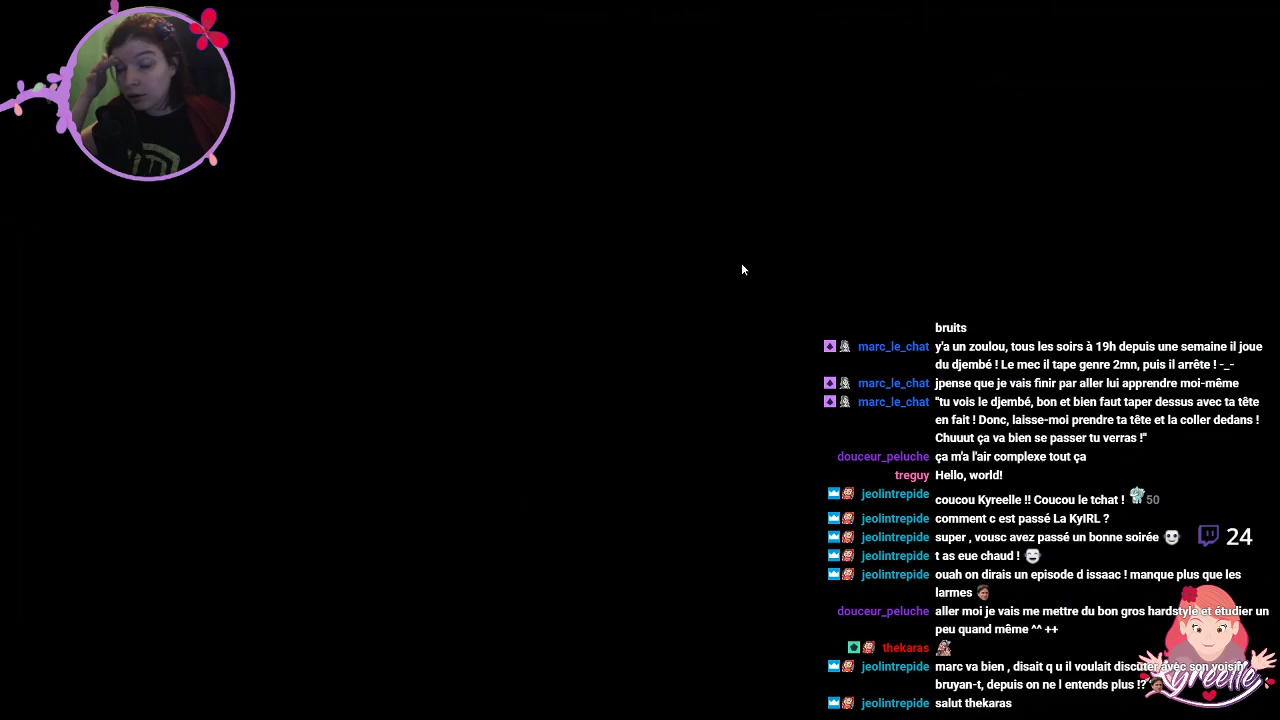 bruits
marc_le_chat y'a un zoulou, tous les soirs à 19h depuis une semaine il joue
du djembé ! Le mec il tape genre 2mn, puis il arrête ! -_-
marc_le_chat jpense que je vais finir par aller lui apprendre moi-même
marc_le_chat "tu vois le djembé, bon et bien faut taper dessus avec ta tête
en fait ! Donc, laisse-moi prendre ta tête et la coller dedans !
Chuuut ça va bien se passer tu verras !"
douceur_peluche ça m'a l'air complexe tout ça
treguy Hello, world!
jeolintrepide coucou Kyreelle !! Coucou le tchat ! 50
jeolintrepide comment c est passé La KyIRL ?
jeolintrepide super , vousc avez passé un bonne soirée
24
jeolintrepide t as eue chaud !
jeolintrepide ouah on dirais un episode d issaac ! manque plus que les
larmes
douceur_peluche aller moi je vais me mettre du bon gros hardstyle et étudier un
peu quand même ^^ ++
thekaras
jeolintrepide marc va bien , disait q u il voulait discuter avec son voisin
bruyan-t, depuis on ne l entends plus !?
Kyreelle
jeolintrepide salut thekaras